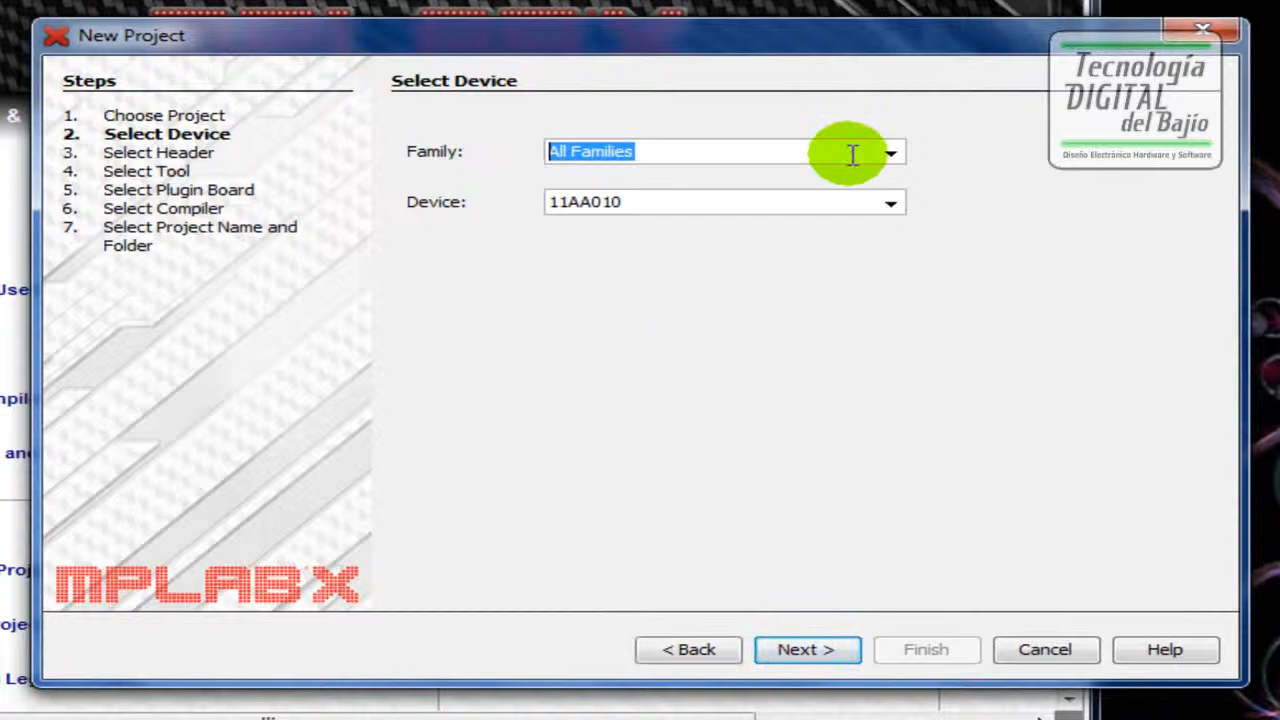 New Project
Tecnología
DIGITAL
del Bajío
Diseño Electrónico Hardware y Software
Steps
1. Choose Project
2. Select Device
3. Select Header
4. Select Tool
5. Select Plugin Board
6. Select Compiler
7. Select Project Name and
Folder
Select Device
Family: All Families
Device: 11AA010
&
MPLAB X
< Back Next > Finish Cancel Help